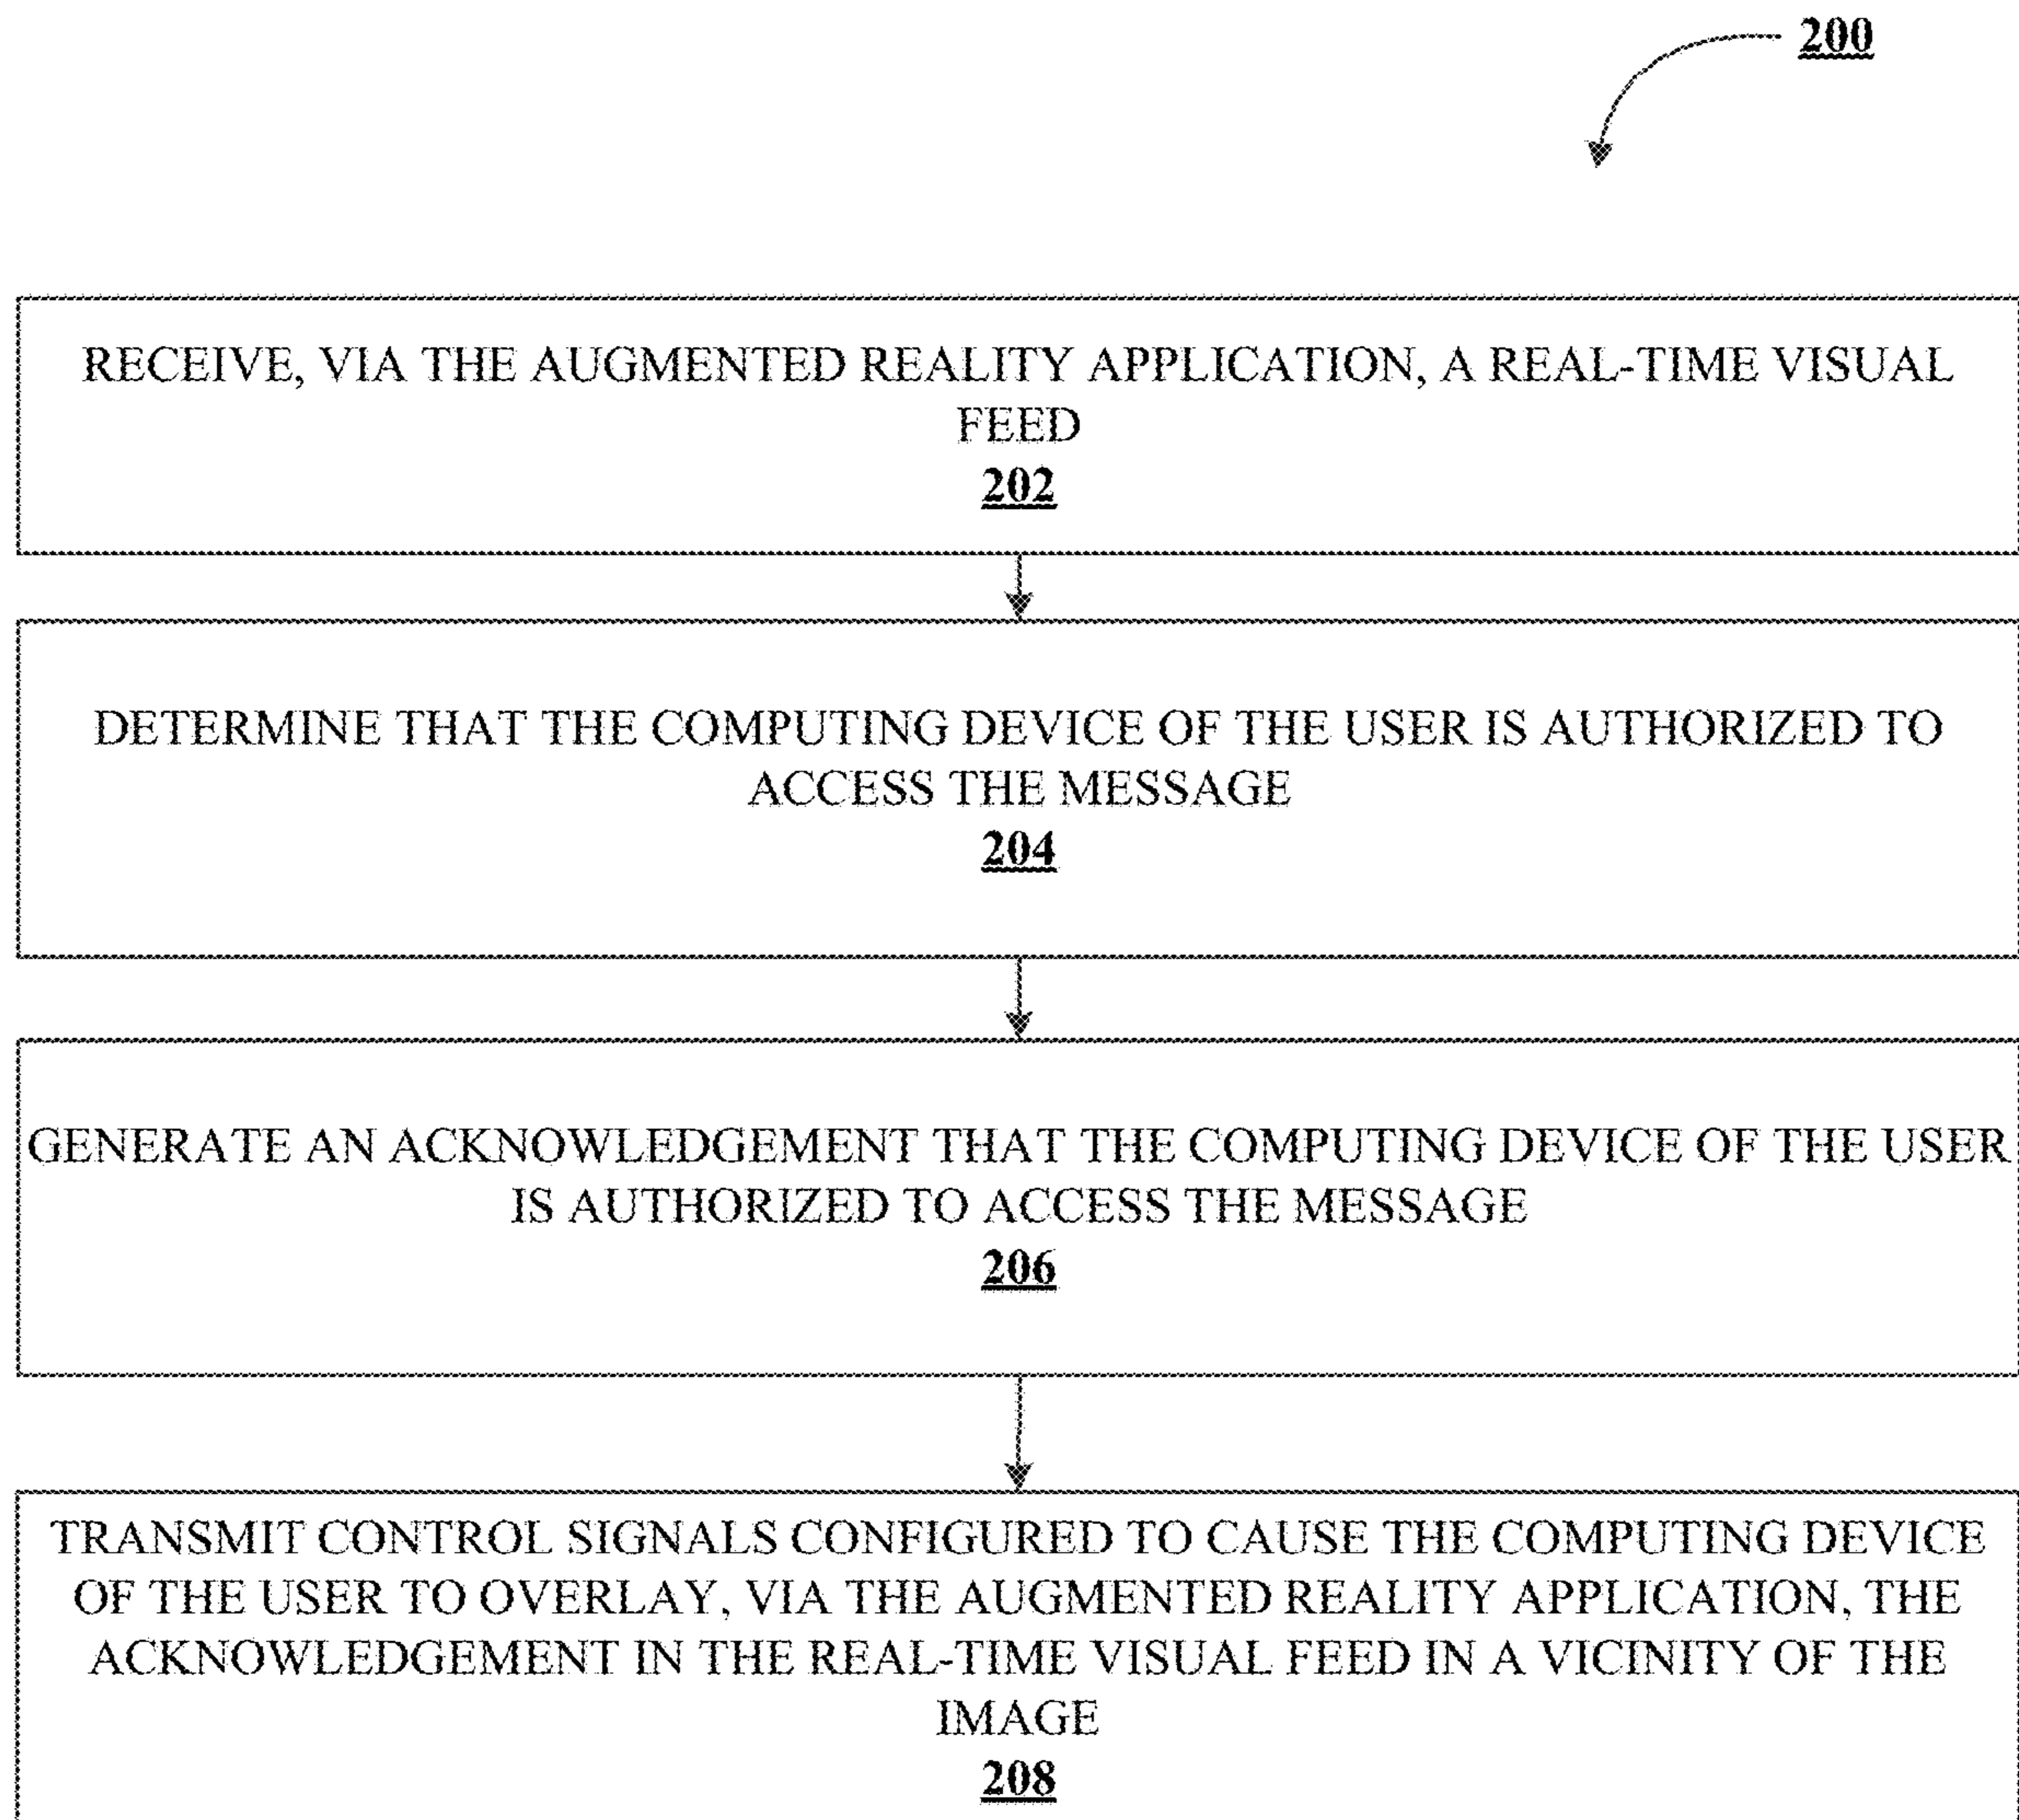 200
RECEIVE, VIA THE AUGMENTED REALITY APPLICATION, A REAL-TIME VISUAL
FEED
202
DETERMINE THAT THE COMPUTING DEVICE OF THE USER IS AUTHORIZED TO
ACCESS THE MESSAGE
204
GENERATE AN ACKNOWLEDGEMENT THAT THE COMPUTING DEVICE OF THE USER
IS AUTHORIZED TO ACCESS THE MESSAGE
206
TRANSMIT CONTROL SIGNALS CONFIGURED TO CAUSE THE COMPUTING DEVICE
OF THE USER TO OVERLAY, VIA THE AUGMENTED REALITY APPLICATION, THE
ACKNOWLEDGEMENT IN THE REAL-TIME VISUAL FEED IN A VICINITY OF THE
IMAGE
208